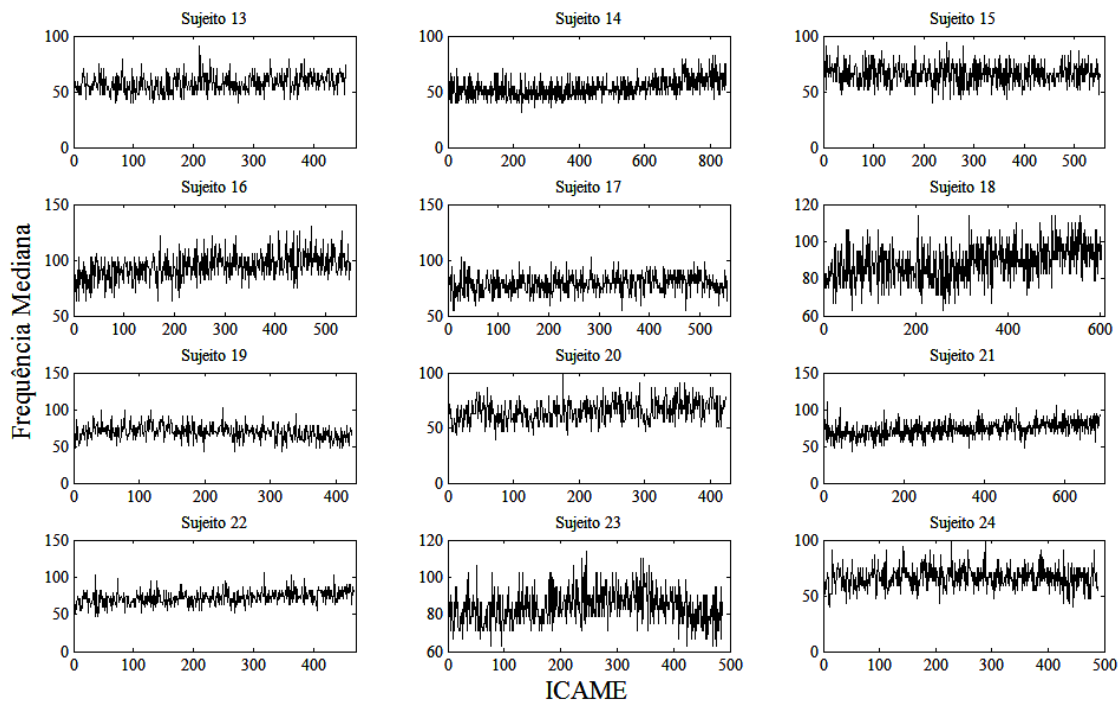 Sujeito 13 Sujeito 14 Sujeito 15
100 100 100
50 50 50
0 0 0
0 100 200 300 400 0 200 400 600 800 0 100 200 300 400 500
Sujeito 16 Sujeito 17 Sujeito 18
150 150 120
100 100 100
80
50 50 60
0 100 200 300 400 500 0 100 200 300 400 500 0 200 400 600
Frequência Mediana
Sujeito 19 Sujeito 20 Sujeito 21
150 100 150
100 100
50 50 50
0 0 0
0 100 200 300 400 0 100 200 300 400 0 200 400 600
Sujeito 22 Sujeito 23 Sujeito 24
150 120 100
100 100
50 80 50
0 60 0
0 100 200 300 400 0 100 200 300 400 500 0 100 200 300 400 500
ICAME